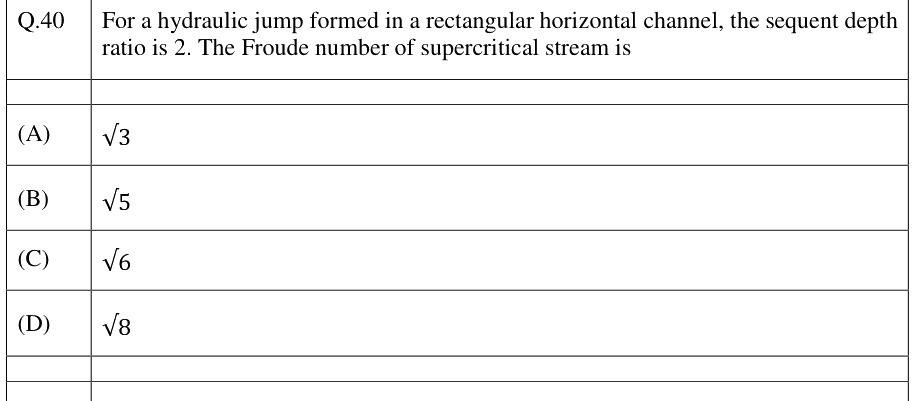 Q.40 For a hydraulic jump formed in a rectangular horizontal channel, the sequent depth
ratio is 2. The Froude number of supercritical stream is
(A) √3
(B) √5
(C) √6
(D) √8